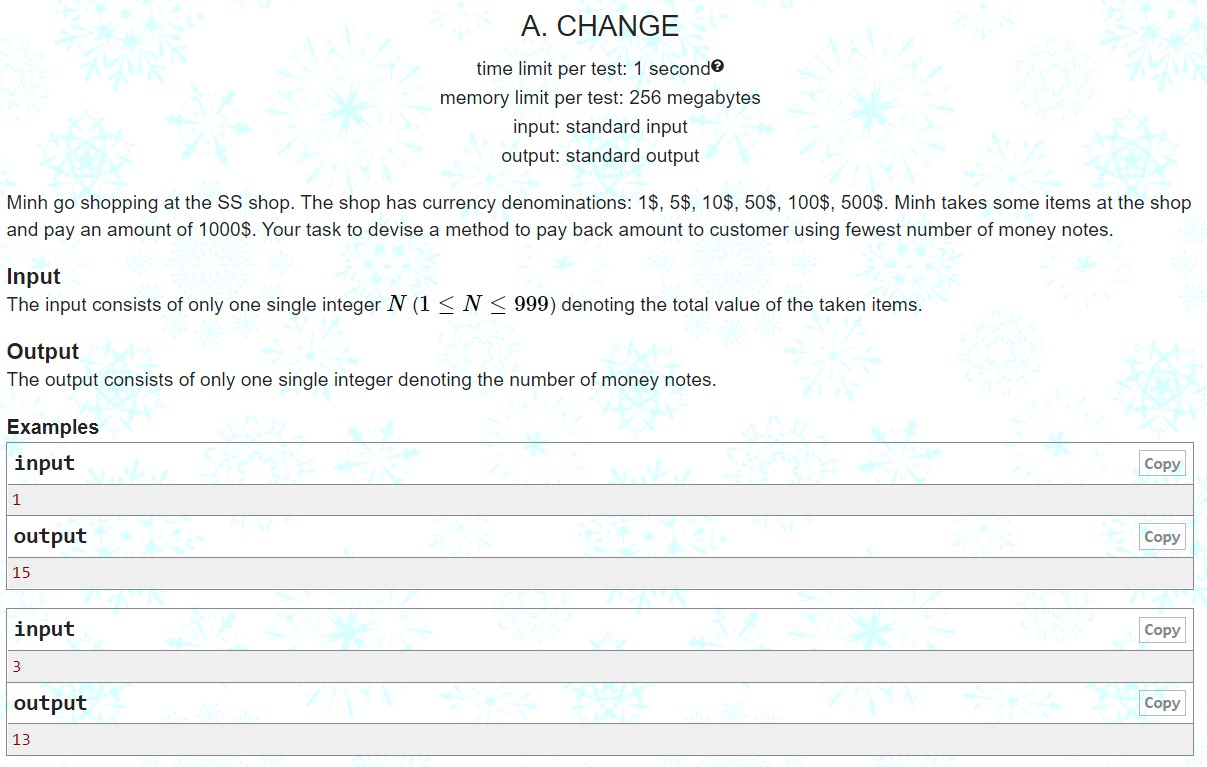 A. CHANGE
time limit per test: 1 second?
memory limit per test: 256 megabytes
input: standard input
output: standard output
Minh go shopping at the SS shop. The shop has currency denominations: 1$, 5$, 10$, 50$, 100$, 500$. Minh takes some items at the shop
and pay an amount of 1000$. Your task to devise a method to pay back amount to customer using fewest number of money notes.
Input
The input consists of only one single integer N (1 ≤ N ≤ 999) denoting the total value of the taken items.
Output
The output consists of only one single integer denoting the number of money notes.
Examples
input Copy
1
output Copy
15
input Copy
3
output Copy
13